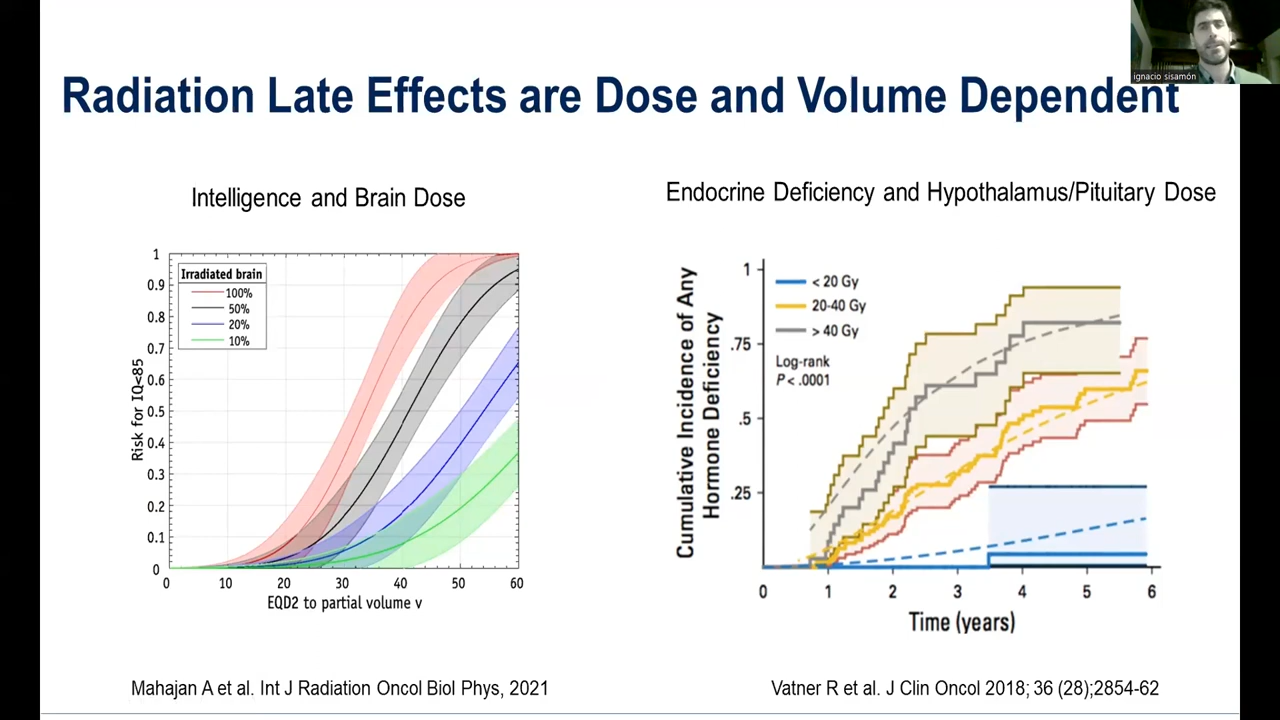 ignacio sisamón
Radiation Late Effects are Dose and Volume Dependent
Intelligence and Brain Dose
Irradiated brain
100%
50%
20%
10%
1
0.9
0.8
0.7
0.6
0.5
0.4
0.3
0.2
0.1
0
Risk for IQ<85
0 10 20 30 40 50 60
EQD2 to partial volume v
Mahajan A et al. Int J Radiation Oncol Biol Phys, 2021
Endocrine Deficiency and Hypothalamus/Pituitary Dose
Cumulative Incidence of Any
Hormone Deficiency
1
.75
.5
.25
< 20 Gy
20-40 Gy
> 40 Gy
Log-rank
P < .0001
0 1 2 3 4 5 6
Time (years)
Vatner R et al. J Clin Oncol 2018; 36 (28);2854-62